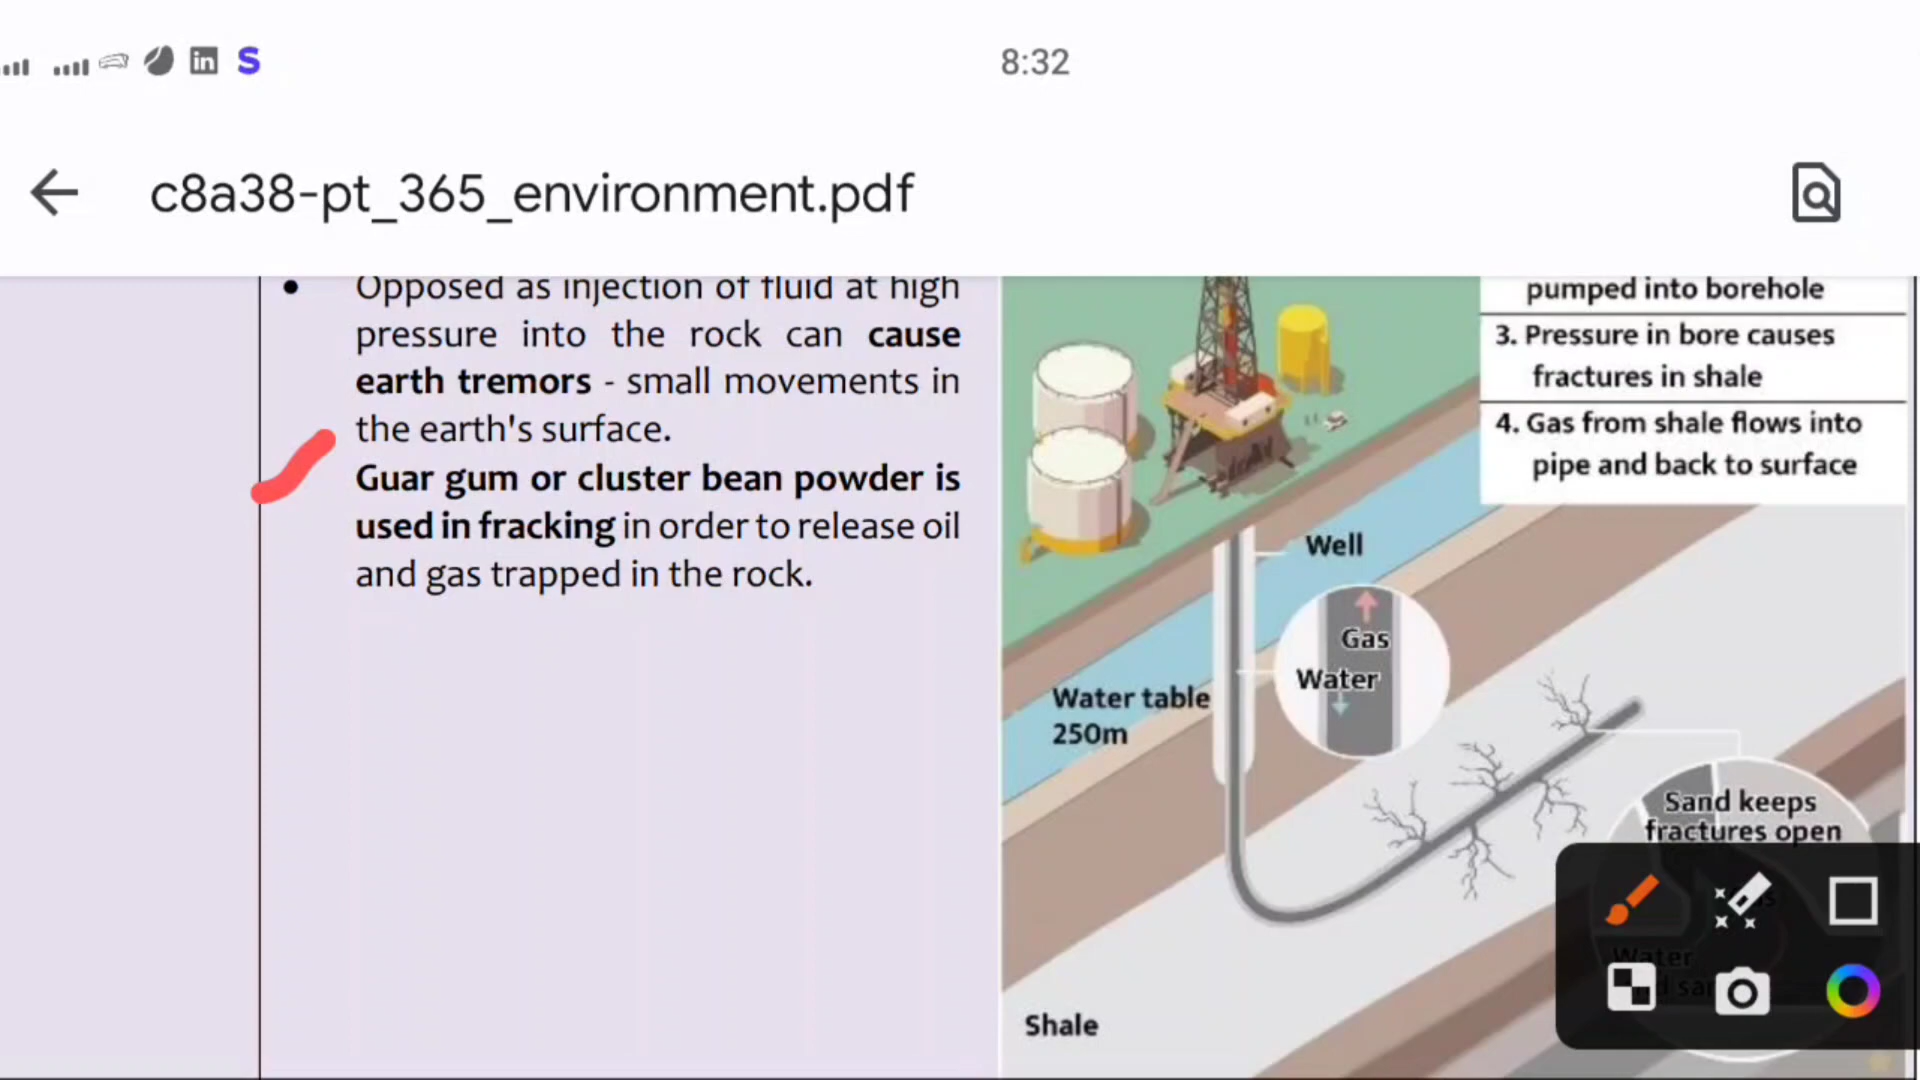 in S
8:32
c8a38-pt_365_environment.pdf
• Opposed as injection of fluid at high
pressure into the rock can cause
earth tremors - small movements in
the earth's surface.
Guar gum or cluster bean powder is
used in fracking in order to release oil
and gas trapped in the rock.
pumped into borehole
3. Pressure in bore causes
fractures in shale
4. Gas from shale flows into
pipe and back to surface
Well
Gas
Water
Water table
250m
Sand keeps
fractures open
Water
Shale